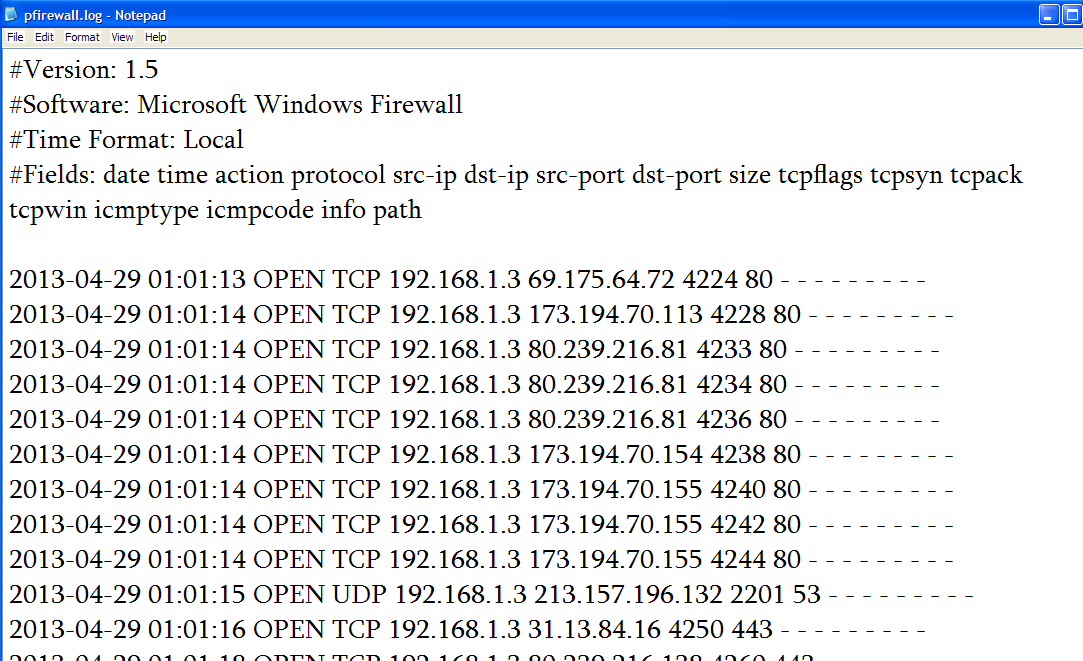 pfirewall.log - Notepad
File Edit Format View Help
#Version: 1.5
#Software: Microsoft Windows Firewall
#Time Format: Local
#Fields: date time action protocol src-ip dst-ip src-port dst-port size tcpflags tcpsyn tcpack
tcpwin icmptype icmpcode info path
2013-04-29 01:01:13 OPEN TCP 192.168.1.3 69.175.64.72 4224 80 - - - - - - - - -
2013-04-29 01:01:14 OPEN TCP 192.168.1.3 173.194.70.113 4228 80 - - - - - - - - -
2013-04-29 01:01:14 OPEN TCP 192.168.1.3 80.239.216.81 4233 80 - - - - - - - - -
2013-04-29 01:01:14 OPEN TCP 192.168.1.3 80.239.216.81 4234 80 - - - - - - - - -
2013-04-29 01:01:14 OPEN TCP 192.168.1.3 80.239.216.81 4236 80 - - - - - - - - -
2013-04-29 01:01:14 OPEN TCP 192.168.1.3 173.194.70.154 4238 80 - - - - - - - - -
2013-04-29 01:01:14 OPEN TCP 192.168.1.3 173.194.70.155 4240 80 - - - - - - - - -
2013-04-29 01:01:14 OPEN TCP 192.168.1.3 173.194.70.155 4242 80 - - - - - - - - -
2013-04-29 01:01:14 OPEN TCP 192.168.1.3 173.194.70.155 4244 80 - - - - - - - - -
2013-04-29 01:01:15 OPEN UDP 192.168.1.3 213.157.196.132 2201 53 - - - - - - - - -
2013-04-29 01:01:16 OPEN TCP 192.168.1.3 31.13.84.16 4250 443 - - - - - - - - -